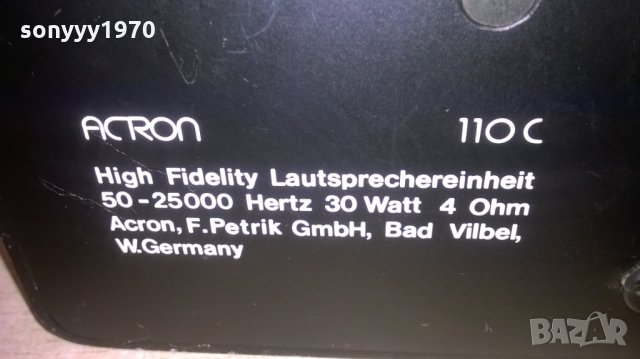 sonyyy1970
ACRON 110 C
High Fidelity Lautsprechereinheit
50-25000 Hertz 30 Watt 4 Ohm
Acron, F. Petrik GmbH, Bad Vilbel,
W.Germany
BAZAR